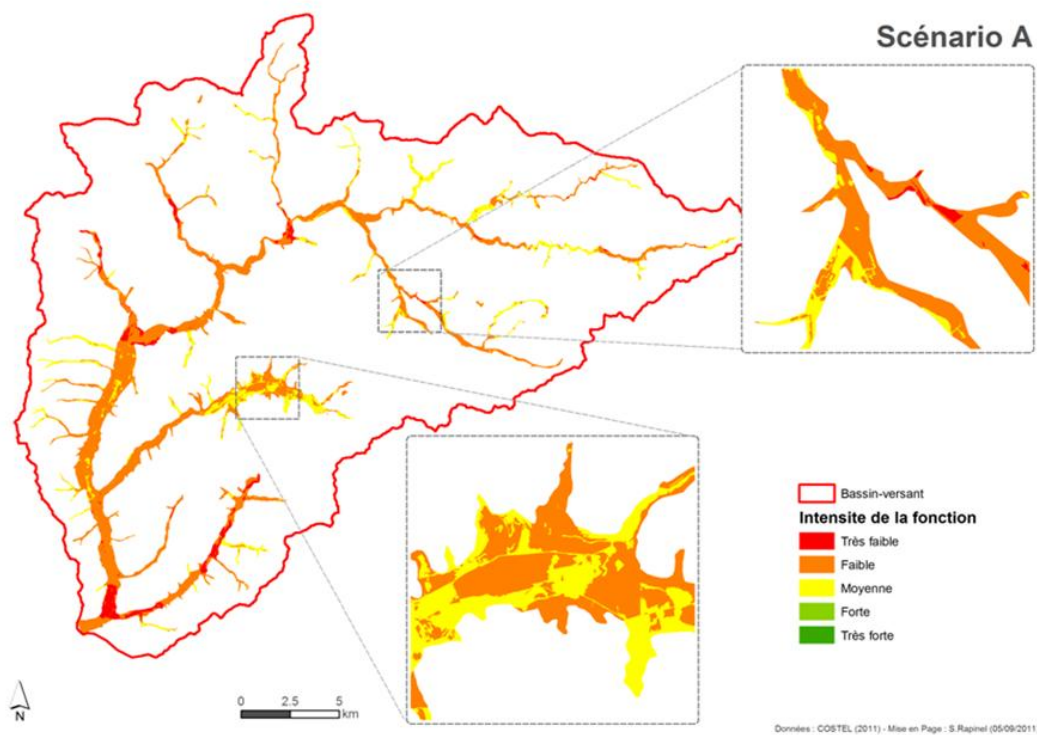 Scénario A
Bassin-versant
Intensite de la fonction
Très faible
Faible
Moyenne
Forte
Très forte
0 2.5 5
km
N
Données : COSTEL (2011) - Mise en Page : S.Rapinel (05/09/2011